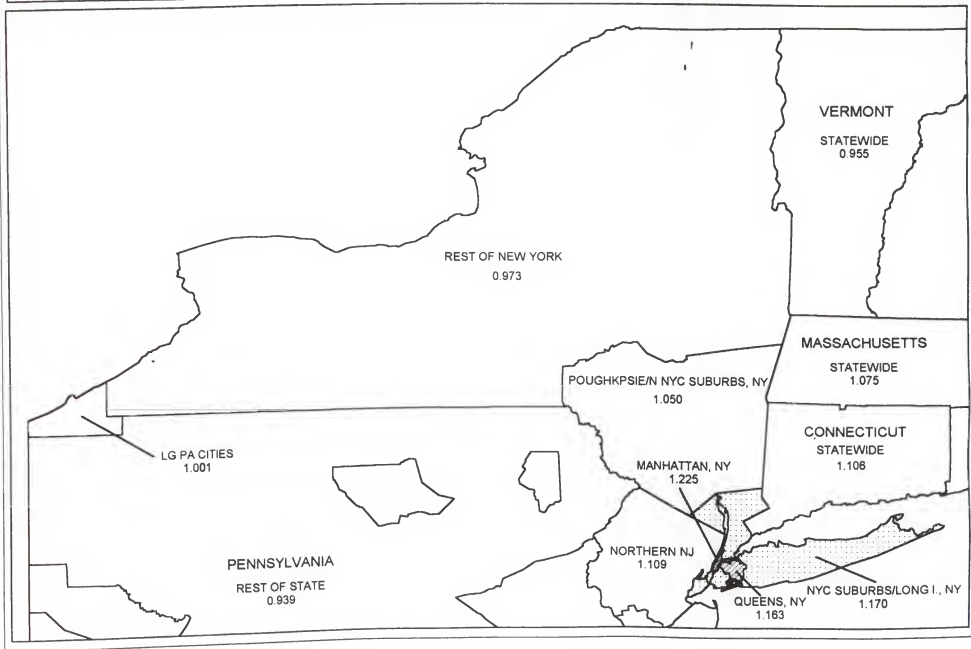 VERMONT
STATEWIDE
0.955
REST OF NEW YORK
0.973
MASSACHUSETTS
STATEWIDE
1.075
POUGHKPSIE/N NYC SUBURBS, NY
1.050
CONNECTICUT
STATEWIDE
1.106
LG PA CITIES
1.001
MANHATTAN, NY
1.225
NORTHERN NJ
1.109
PENNSYLVANIA
REST OF STATE
0.939
QUEENS, NY
1.163
NYC SUBURBS/LONG I., NY
1.170